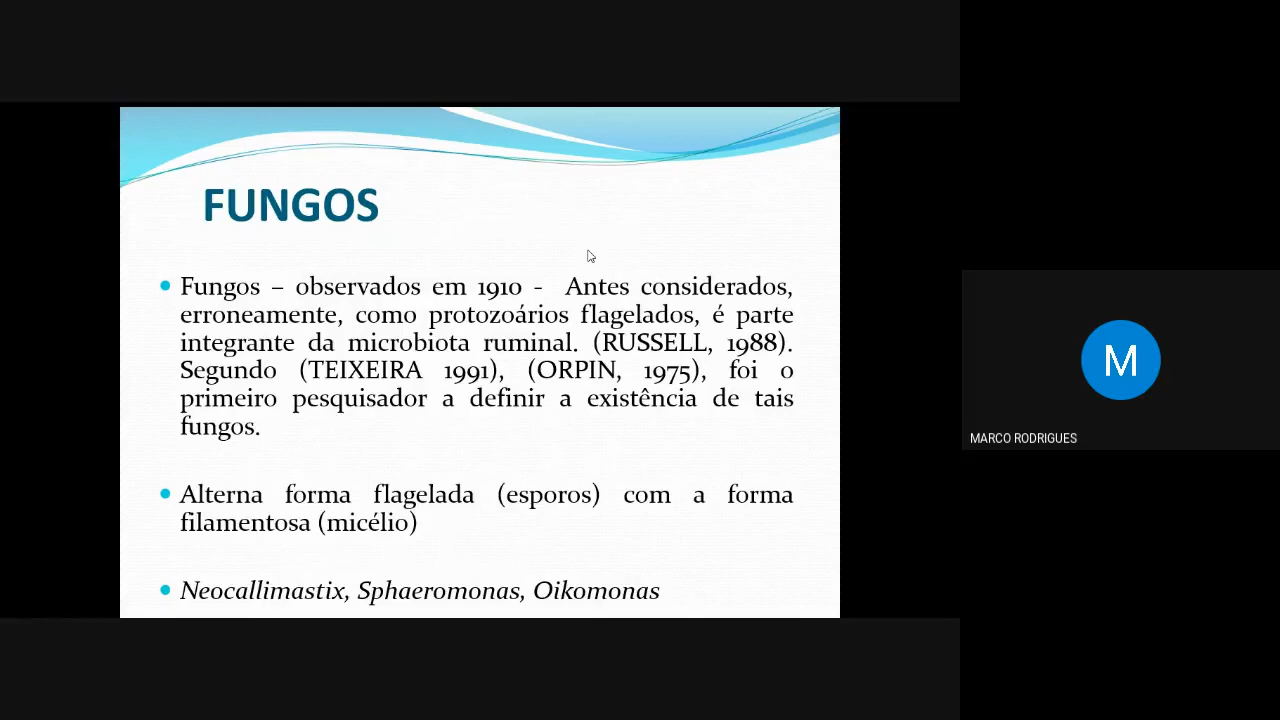 FUNGOS
Fungos – observados em 1910 - Antes considerados,
erroneamente, como protozoários flagelados, é parte
integrante da microbiota ruminal. (RUSSELL, 1988).
Segundo (TEIXEIRA 1991), (ORPIN, 1975), foi o
primeiro pesquisador a definir a existência de tais
fungos.
Alterna forma flagelada (esporos) com a forma
filamentosa (micélio)
Neocallimastix, Sphaeromonas, Oikomonas
M
MARCO RODRIGUES